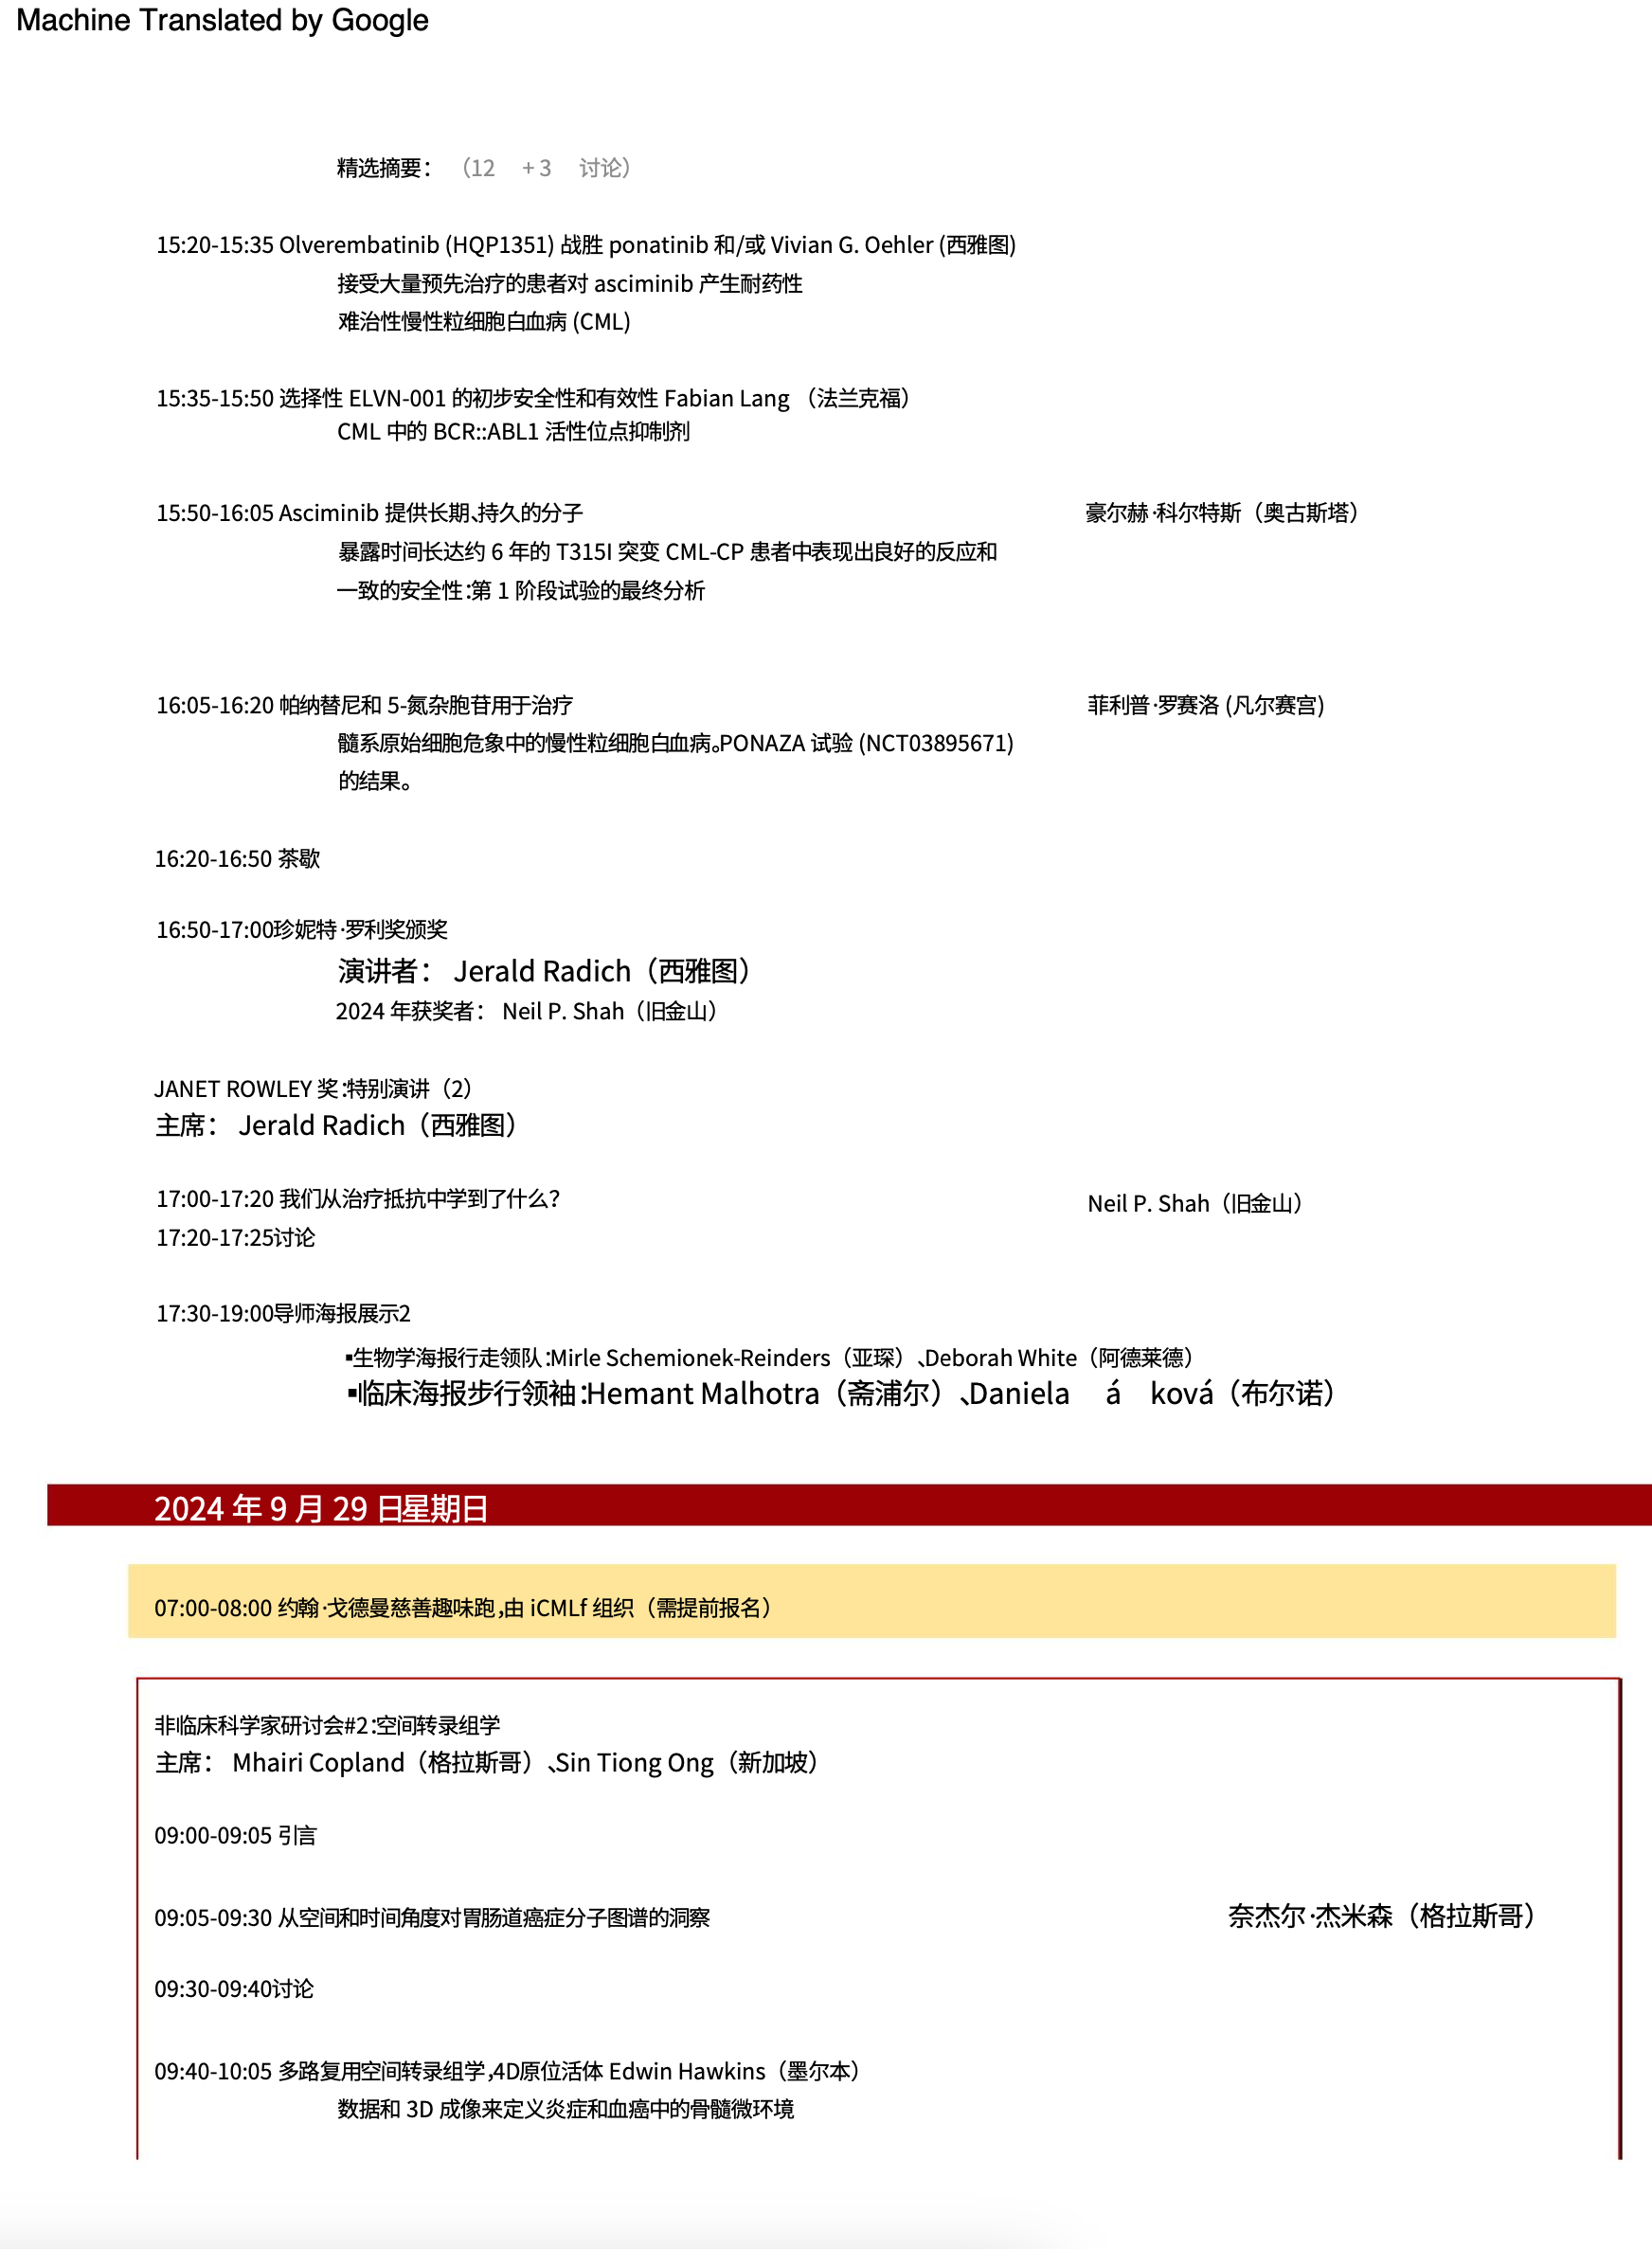 Machine Translated by Google
精选摘要： （12 + 3 讨论）
15:20-15:35 Olverembatinib (HQP1351) 战胜 ponatinib 和/或 Vivian G. Oehler (西雅图)
接受大量预先治疗的患者对 asciminib 产生耐药性
难治性慢性粒细胞白血病 (CML)
15:35-15:50 选择性 ELVN-001 的初步安全性和有效性 Fabian Lang （法兰克福）
CML 中的 BCR::ABL1 活性位点抑制剂
15:50-16:05 Asciminib 提供长期、持久的分子 豪尔赫·科尔特斯（奥古斯塔）
暴露时间长达约 6 年的 T315I 突变 CML-CP 患者中表现出良好的反应和
一致的安全性：第 1 阶段试验的最终分析
16:05-16:20 帕纳替尼和 5-氮杂胞苷用于治疗 菲利普·罗赛洛 (凡尔赛宫)
髓系原始细胞危象中的慢性粒细胞白血病。PONAZA 试验 (NCT03895671)
的结果。
16:20-16:50 茶歇
16:50-17:00珍妮特·罗利奖颁奖
演讲者： Jerald Radich（西雅图）
2024 年获奖者： Neil P. Shah（旧金山）
JANET ROWLEY 奖：特别演讲（2）
主席： Jerald Radich（西雅图）
17:00-17:20 我们从治疗抵抗中学到了什么？ Neil P. Shah（旧金山）
17:20-17:25讨论
17:30-19:00导师海报展示2
▪生物学海报行走领队：Mirle Schemionek-Reinders（亚琛）、Deborah White（阿德莱德）
▪临床海报步行领袖：Hemant Malhotra（斋浦尔）、Daniela á ková（布尔诺）
2024 年 9 月 29 日星期日
07:00-08:00 约翰·戈德曼慈善趣味跑，由 iCMLf 组织（需提前报名）
非临床科学家研讨会#2：空间转录组学
主席： Mhairi Copland（格拉斯哥）、Sin Tiong Ong（新加坡）
09:00-09:05 引言
09:05-09:30 从空间和时间角度对胃肠道癌症分子图谱的洞察 奈杰尔·杰米森（格拉斯哥）
09:30-09:40讨论
09:40-10:05 多路复用空间转录组学，4D原位活体 Edwin Hawkins（墨尔本）
数据和 3D 成像来定义炎症和血癌中的骨髓微环境